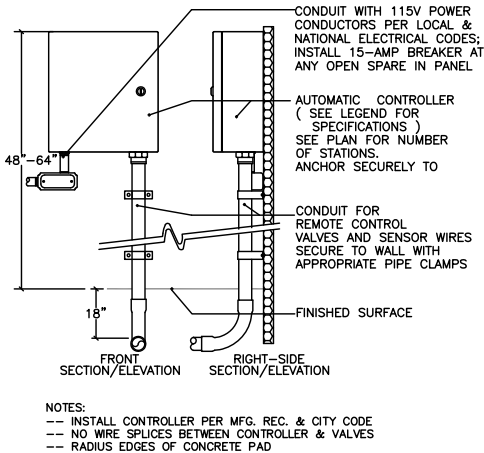 CONDUIT WITH 115V POWER
CONDUCTORS PER LOCAL &
NATIONAL ELECTRICAL CODES;
INSTALL 15-AMP BREAKER AT
ANY OPEN SPARE IN PANEL
AUTOMATIC CONTROLLER
( SEE LEGEND FOR
SPECIFICATIONS )
SEE PLAN FOR NUMBER
OF STATIONS.
ANCHOR SECURELY TO
48"-64"
CONDUIT FOR
REMOTE CONTROL
VALVES AND SENSOR WIRES
SECURE TO WALL WITH
APPROPRIATE PIPE CLAMPS
18"
FINISHED SURFACE
FRONT
SECTION/ELEVATION
RIGHT-SIDE
SECTION/ELEVATION
NOTES:
-- INSTALL CONTROLLER PER MFG. REC. & CITY CODE
-- NO WIRE SPLICES BETWEEN CONTROLLER & VALVES
-- RADIUS EDGES OF CONCRETE PAD